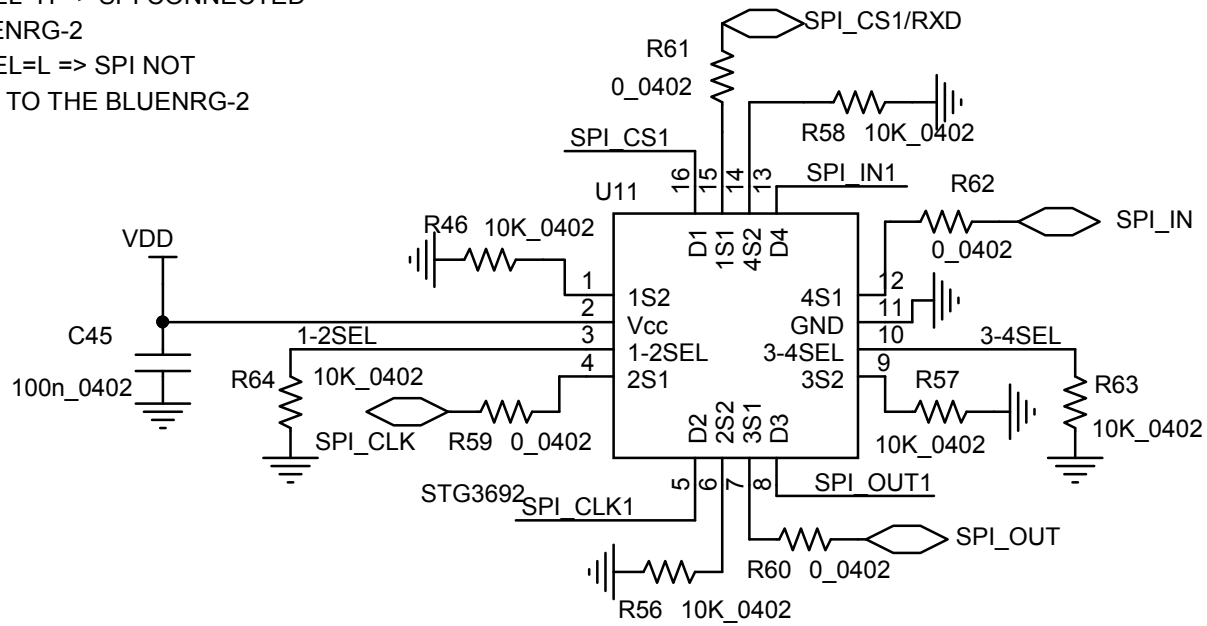 ENRG-2
EL=L => SPI NOT
TO THE BLUENRG-2
SPI_CS1/RXD
R61
0_0402
R58 10K_0402
SPI_CS1
16
15
14
13
SPI_IN1
U11
R62
0_0402
SPI_IN
R46 10K_0402
VDD
D1
1S1
4S2
D4
1
1S2
4S1
12
2
Vcc
GND
11
C45
100n_0402
1-2SEL
3
1-2SEL
3-4SEL
10
3-4SEL
4
2S1
3S2
9
R64
10K_0402
R57
10K_0402
R63
10K_0402
SPI_CLK
R59 0_0402
D2
2S2
3S1
D3
STG3692
SPI_CLK1
5
6
7
8
SPI_OUT1
SPI_OUT
R60 0_0402
R56 10K_0402